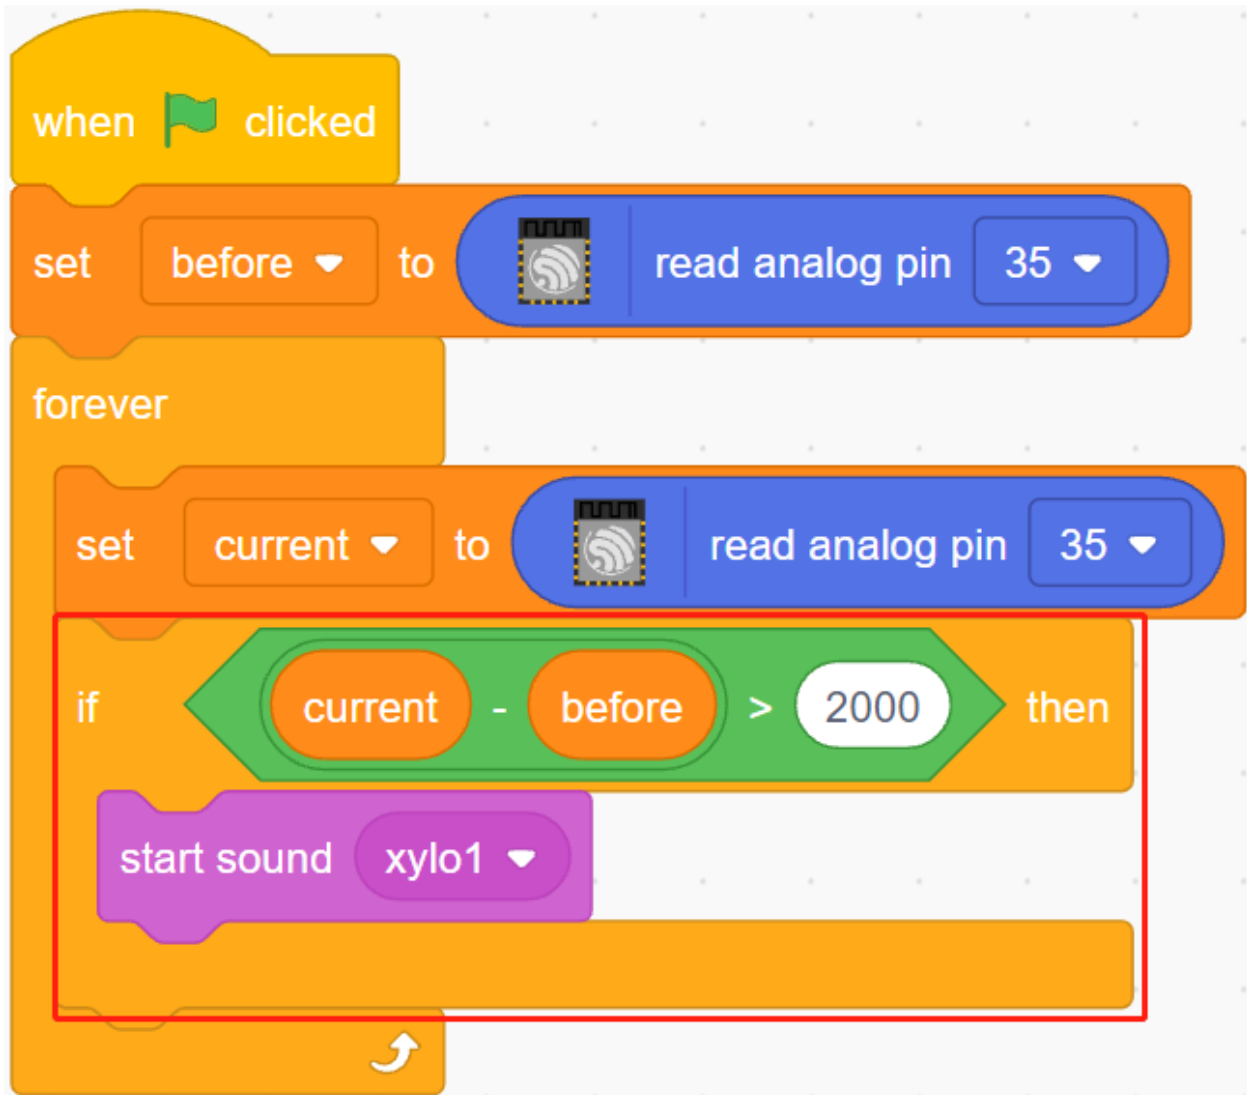 when clicked
set before to read analog pin 35
forever
set current to read analog pin 35
if current - before > 2000 then
start sound xylo1